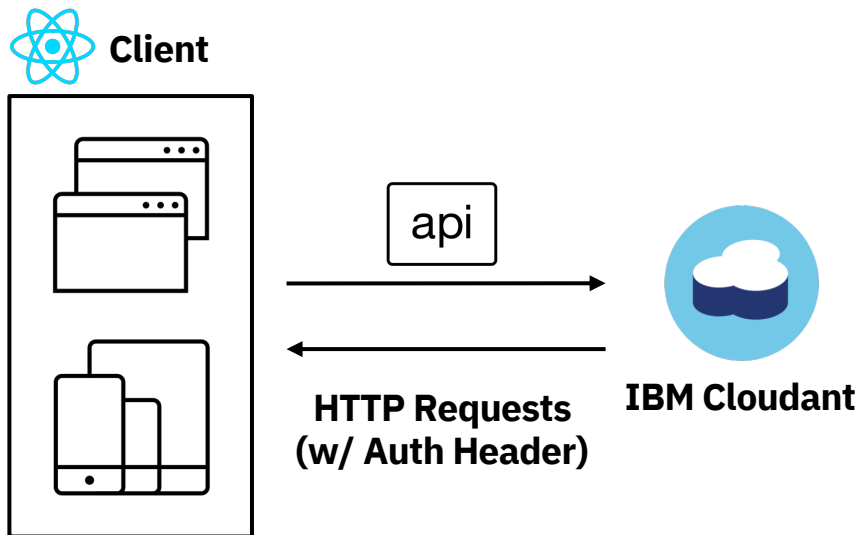 Client
api
HTTP Requests
(w/ Auth Header)
IBM Cloudant